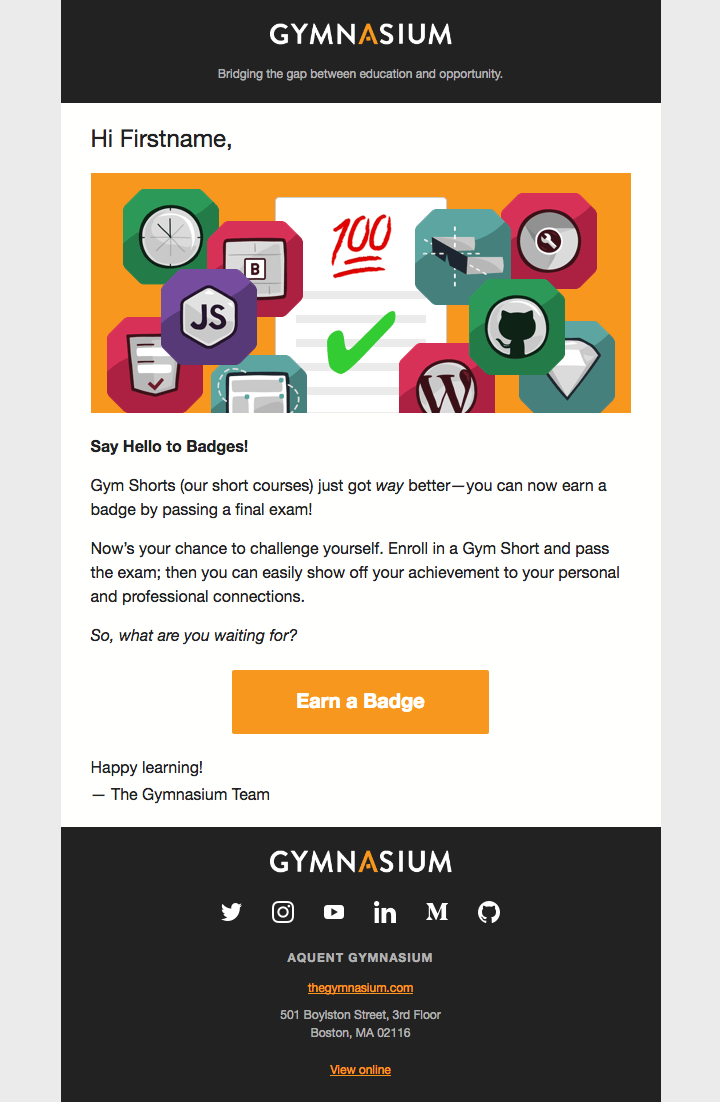 GYMNASIUM
Bridging the gap between education and opportunity.
Hi Firstname,
100
B
JS
W
Say Hello to Badges!
Gym Shorts (our short courses) just got way better—you can now earn a
badge by passing a final exam!
Now’s your chance to challenge yourself. Enroll in a Gym Short and pass
the exam; then you can easily show off your achievement to your personal
and professional connections.
So, what are you waiting for?
Earn a Badge
Happy learning!
— The Gymnasium Team
GYMNASIUM
in M
AQUENT GYMNASIUM
thegymnasium.com
501 Boylston Street, 3rd Floor
Boston, MA 02116
View online